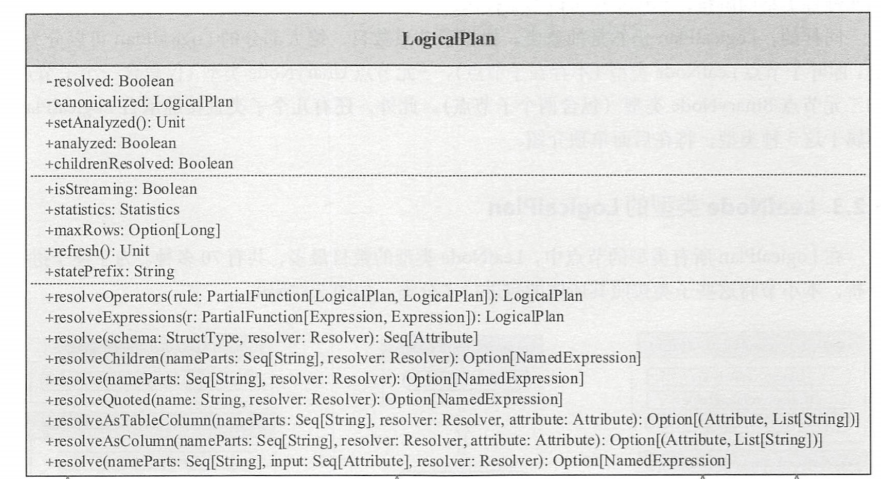 LogicalPlan
-resolved: Boolean
-canonicalized: LogicalPlan
+setAnalyzed(): Unit
+analyzed: Boolean
+childrenResolved: Boolean
+isStreaming: Boolean
+statistics: Statistics
+maxRows: Option[Long]
+refresh(): Unit
+statePrefix: String
+resolveOperators(rule: PartialFunction[LogicalPlan, LogicalPlan]): LogicalPlan
+resolveExpressions(r: PartialFunction[Expression, Expression]): LogicalPlan
+resolve(schema: StructType, resolver: Resolver): Seq[Attribute]
+resolveChildren(nameParts: Seq[String], resolver: Resolver): Option[NamedExpression]
+resolve(nameParts: Seq[String], resolver: Resolver): Option[NamedExpression]
+resolveQuoted(name: String, resolver: Resolver): Option[NamedExpression]
+resolveAsTableColumn(nameParts: Seq[String], resolver: Resolver, attribute: Attribute): Option[(Attribute, List[String])]
+resolveAsColumn(nameParts: Seq[String], resolver: Resolver, attribute: Attribute): Option[(Attribute, List[String])]
+resolve(nameParts: Seq[String], input: Seq[Attribute], resolver: Resolver): Option[NamedExpression]